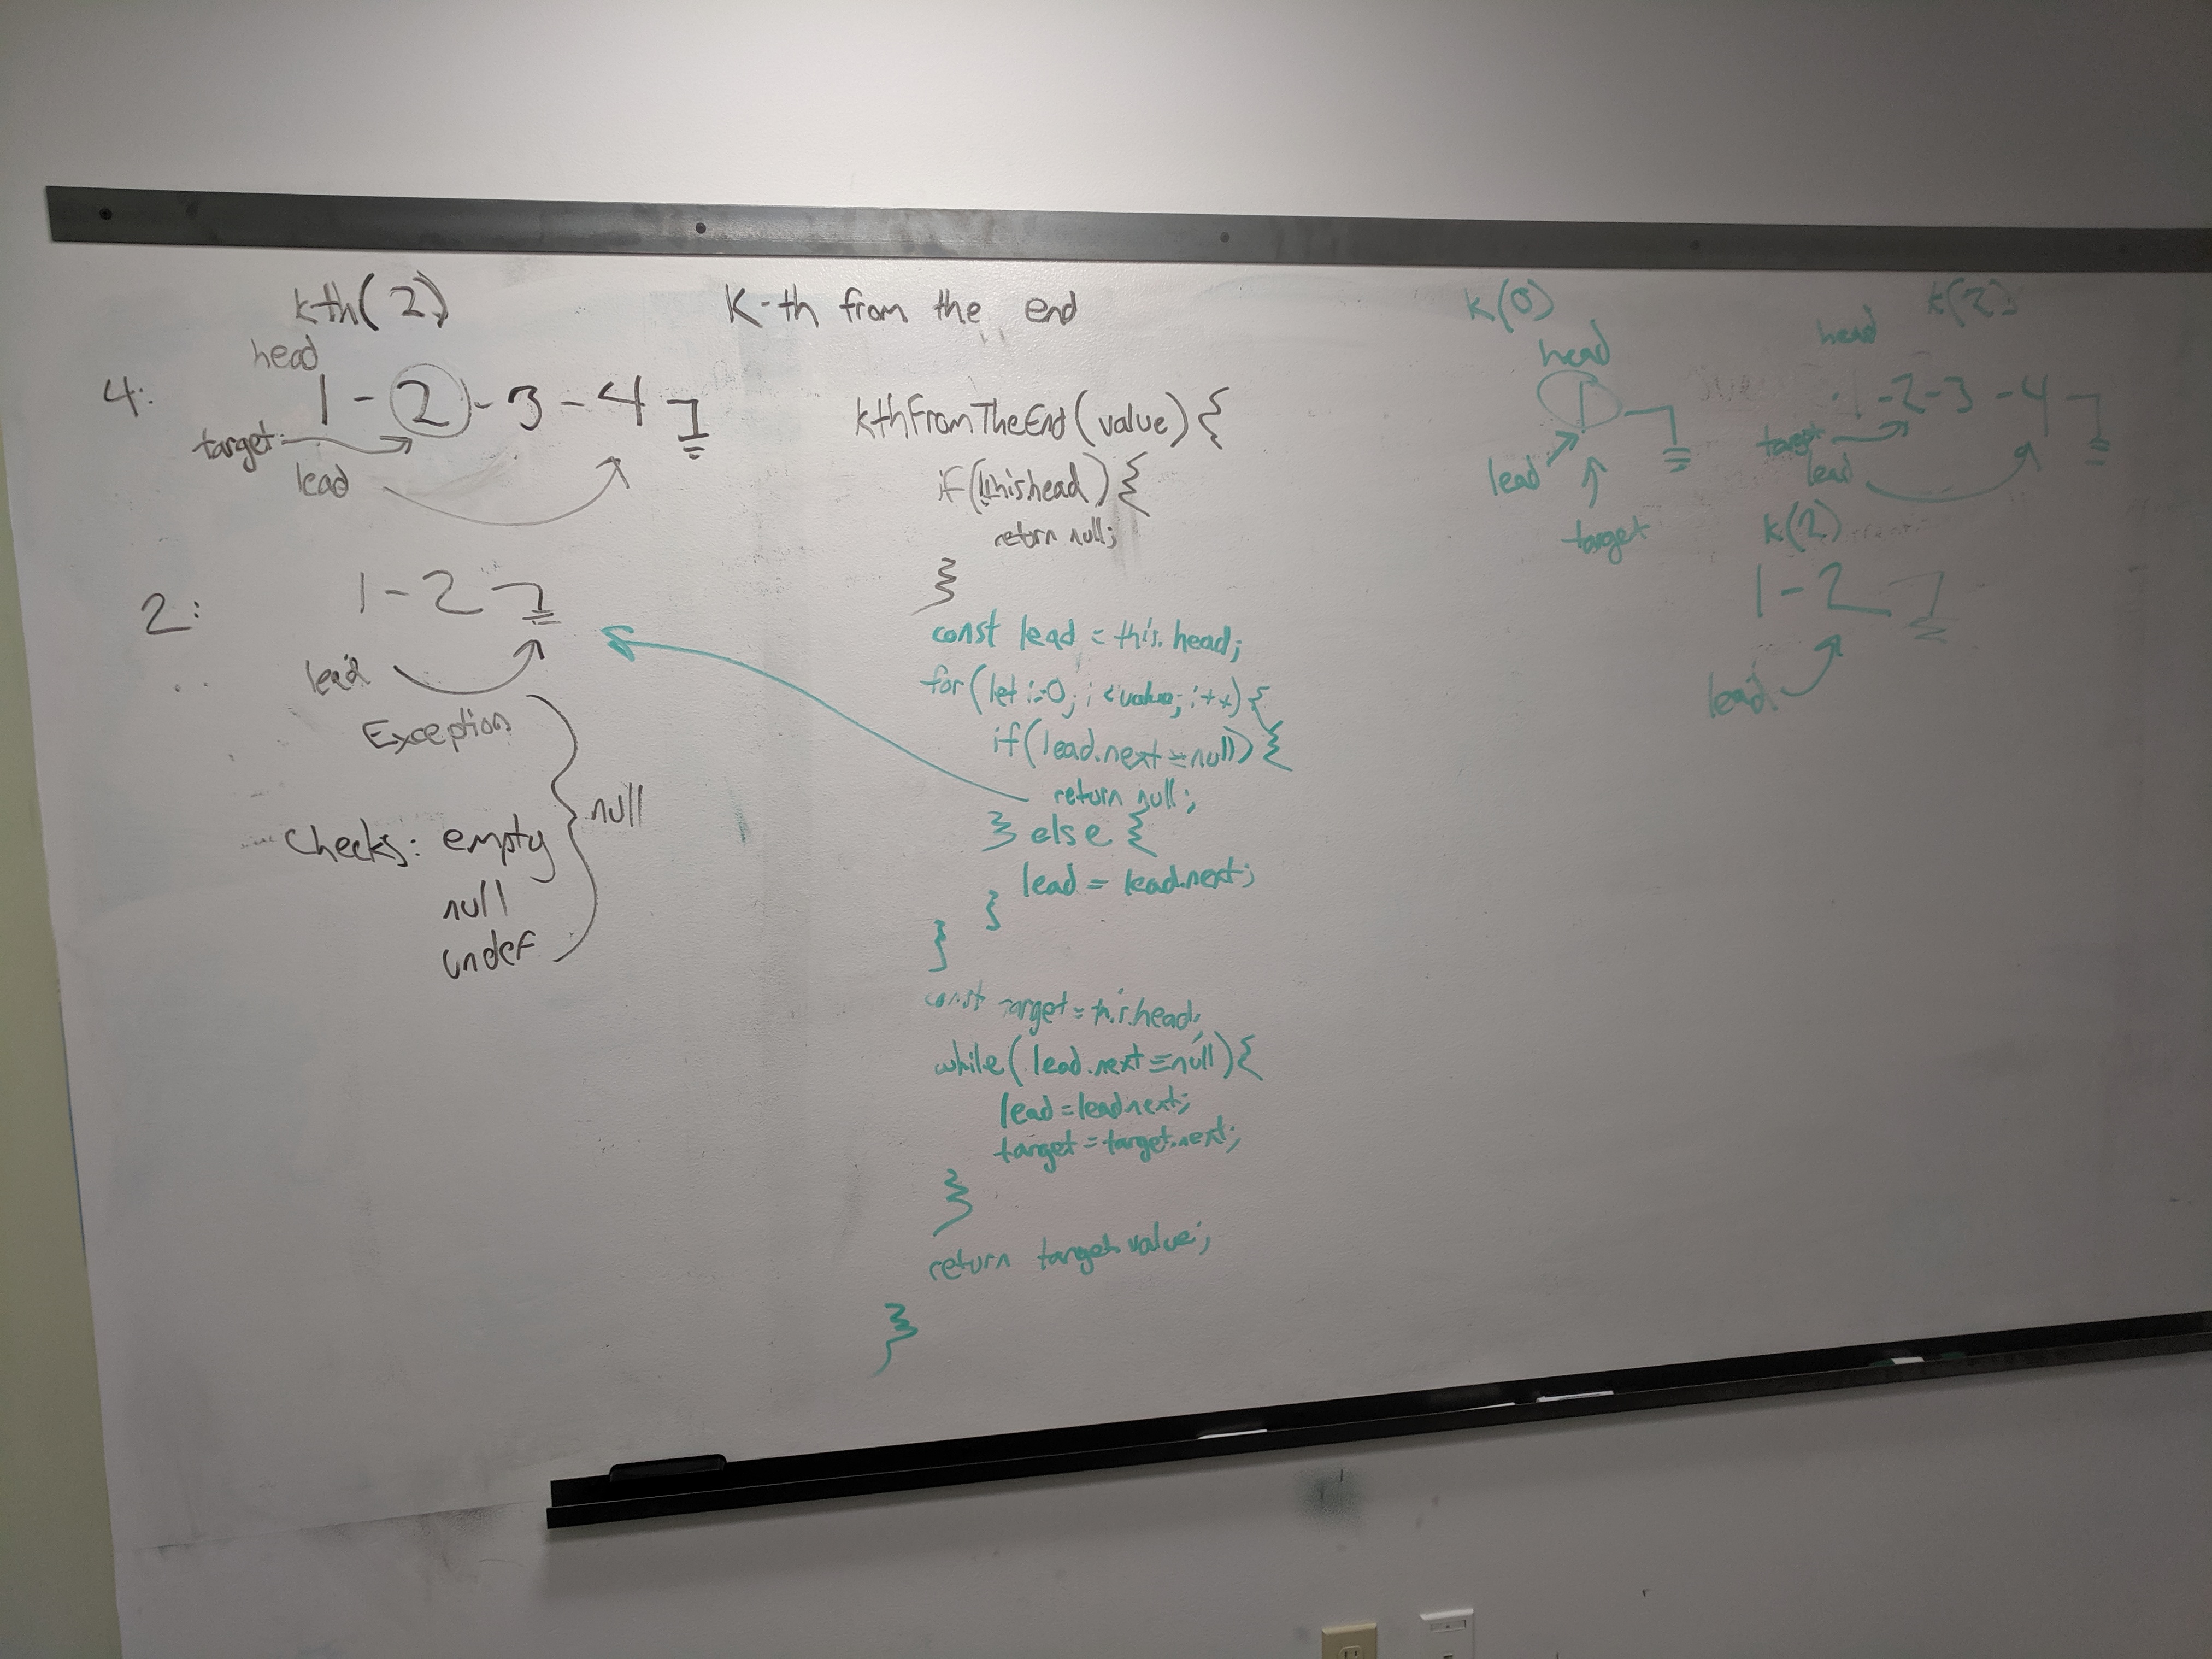 kth(2)
head
4: 1 - 2 - 3 - 4
target
lead
2: 1 - 2
lead
Exception
Checks: empty
null
undef
null
K-th from the end
kthFromTheEnd(value) {
if(!thishead) {
return null;
}
const lead = this.head;
for(let i=0; i < value; i++) {
if(lead.next == null) {
return null;
} else {
lead = lead.next;
}
}
const target = this.head;
while(lead.next == null) {
lead = lead.next;
target = target.next;
}
return target.value;
}
k(0)
head
1
lead
target
k(2)
head
1 - 2 - 3 - 4
target
lead
k(2)
1 - 2
lead